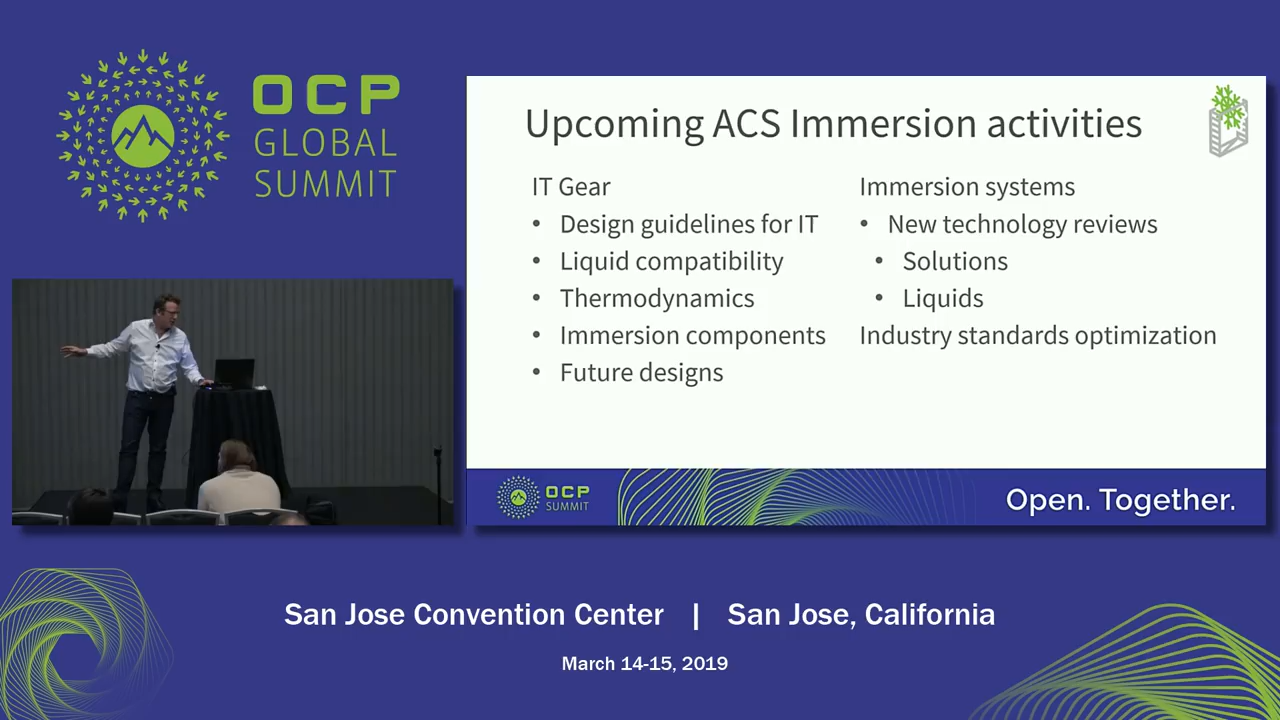 OCP
GLOBAL
SUMMIT
Upcoming ACS Immersion activities
IT Gear
• Design guidelines for IT
• Liquid compatibility
• Thermodynamics
• Immersion components
• Future designs
Immersion systems
• New technology reviews
• Solutions
• Liquids
Industry standards optimization
OCP
SUMMIT
Open. Together.
San Jose Convention Center | San Jose, California
March 14-15, 2019